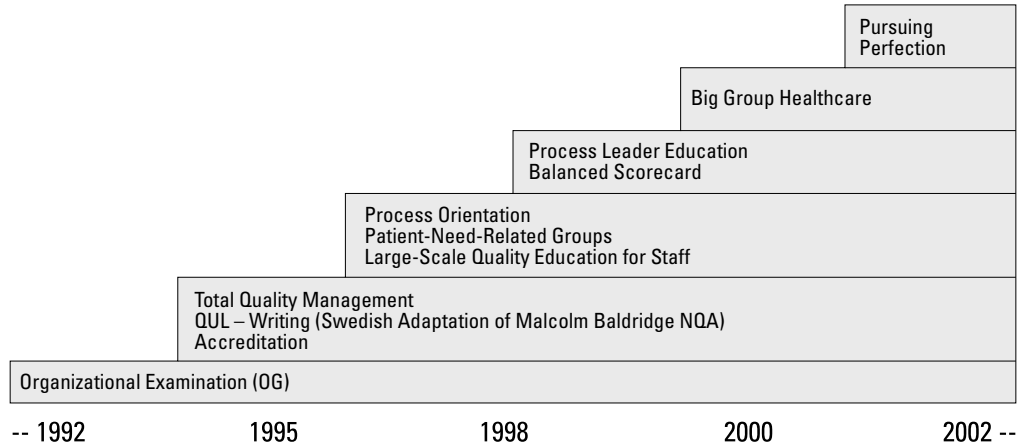 Pursuing
Perfection
Big Group Healthcare
Process Leader Education
Balanced Scorecard
Process Orientation
Patient-Need-Related Groups
Large-Scale Quality Education for Staff
Total Quality Management
QUL – Writing (Swedish Adaptation of Malcolm Baldridge NQA)
Accreditation
Organizational Examination (OG)
-- 1992 1995 1998 2000 2002 --